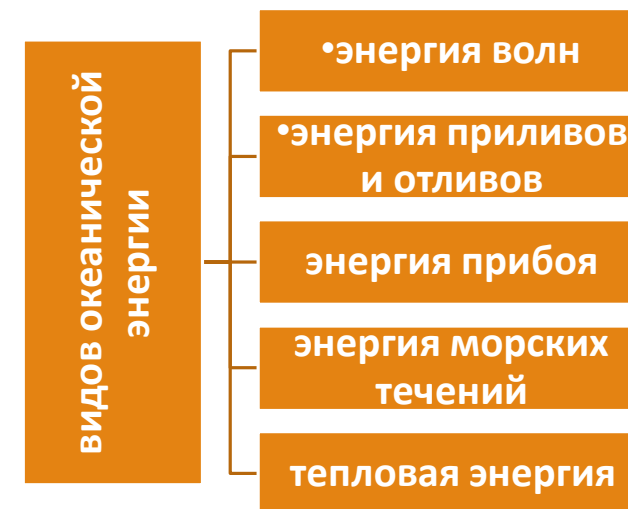 видов океанической
энергии
•энергия волн
•энергия приливов
и отливов
энергия прибоя
энергия морских
течений
тепловая энергия